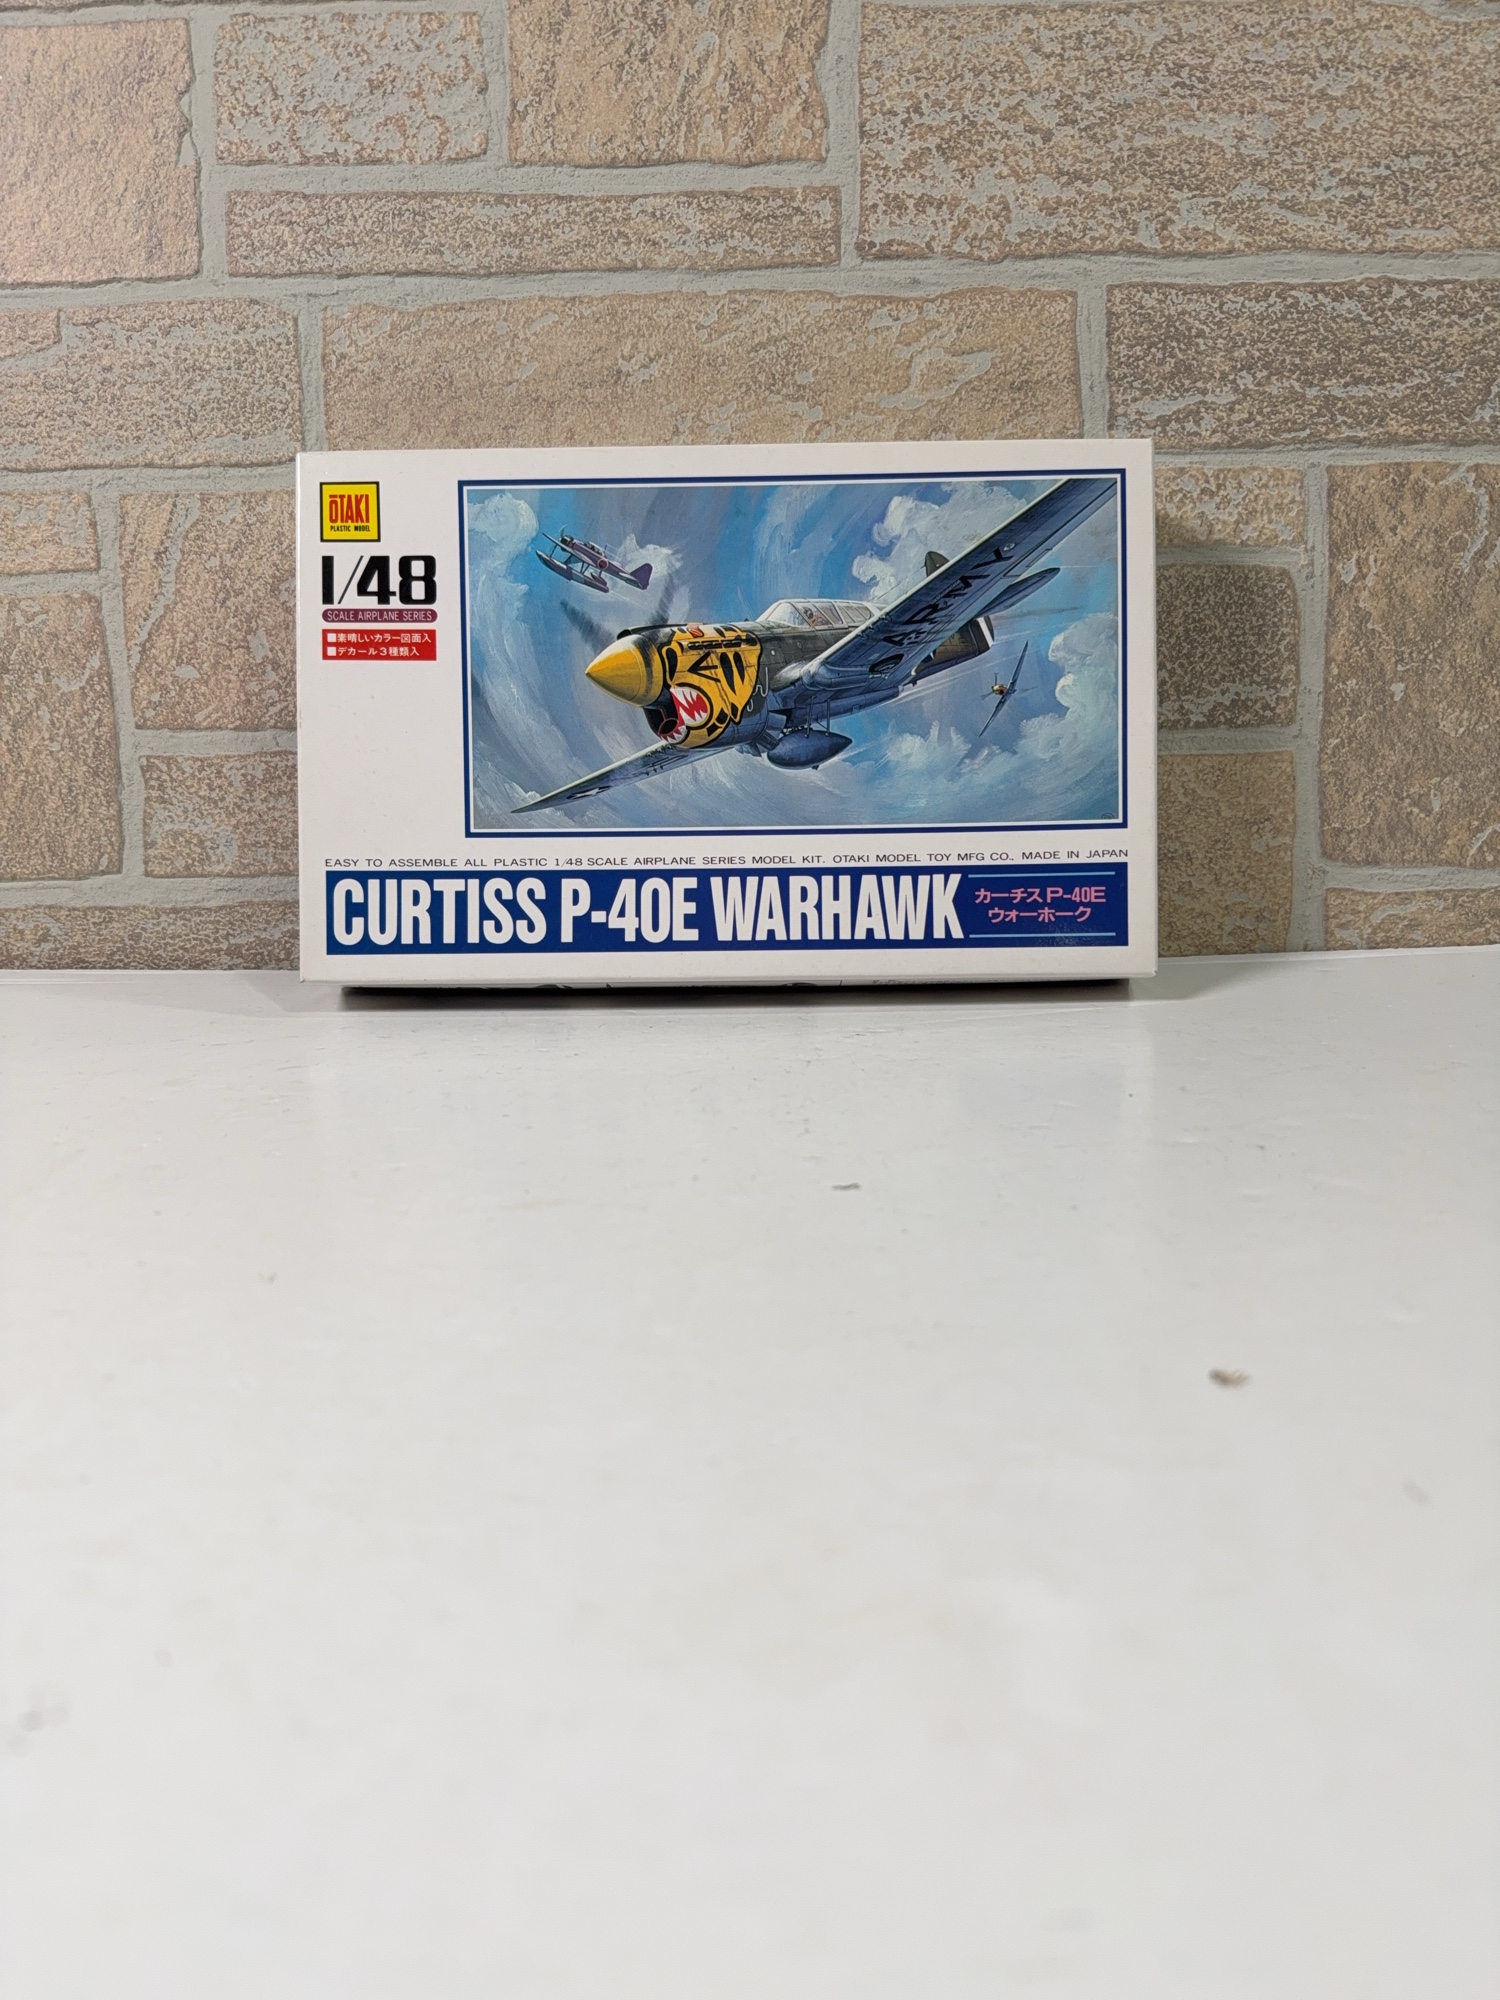 ŌTAKI
PLASTIC MODEL
1/48
SCALE AIRPLANE SERIES
■素晴しいカラー図面入
■デカール3種類入
ARMY
EASY TO ASSEMBLE ALL PLASTIC 1/48 SCALE AIRPLANE SERIES MODEL KIT. OTAKI MODEL TOY MFG CO., MADE IN JAPAN
CURTISS P-40E WARHAWK
カーチスP-40E
ウォーホーク